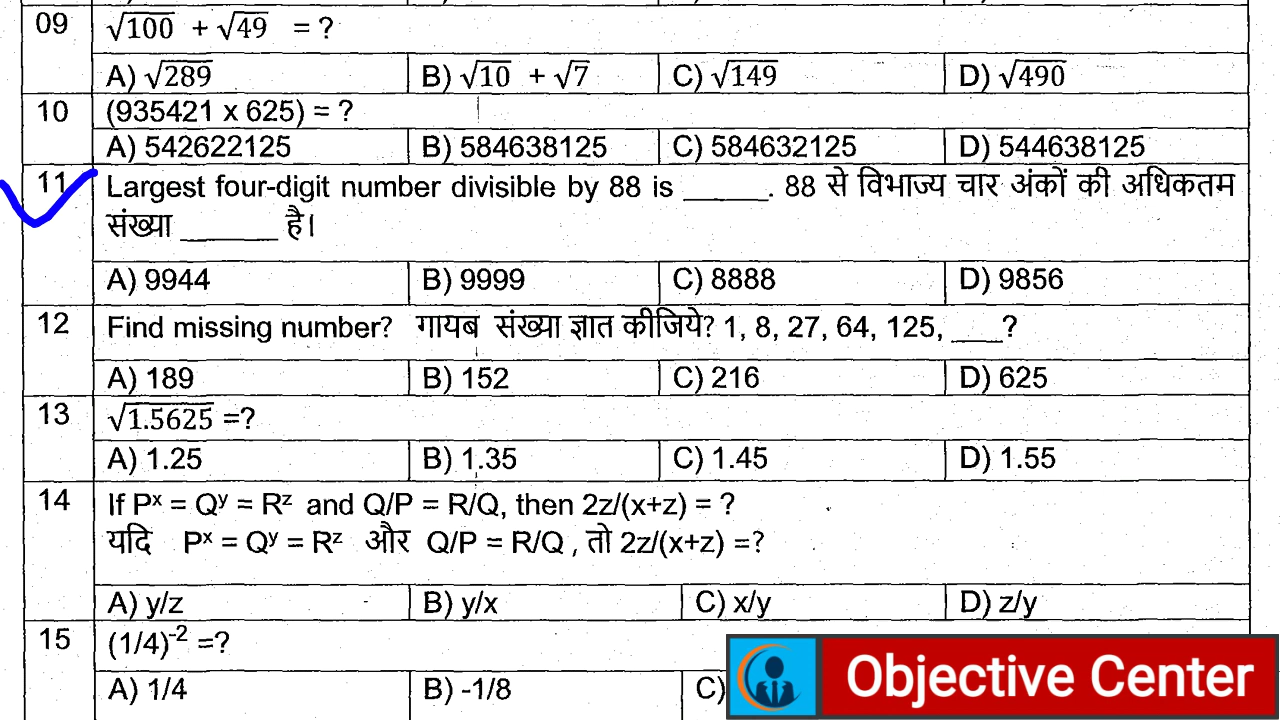 09 √100 + √49 = ?
A) √289 B) √10 + √7 C) √149 D) √490
10 (935421 x 625) = ?
A) 542622125 B) 584638125 C) 584632125 D) 544638125
11 Largest four-digit number divisible by 88 is ______. 88 से विभाज्य चार अंकों की अधिकतम
संख्या ______ है।
A) 9944 B) 9999 C) 8888 D) 9856
12 Find missing number? गायब संख्या ज्ञात कीजिये? 1, 8, 27, 64, 125, ___?
A) 189 B) 152 C) 216 D) 625
13 √1.5625 =?
A) 1.25 B) 1.35 C) 1.45 D) 1.55
14 If Pˣ = Qʸ = Rᶻ and Q/P = R/Q, then 2z/(x+z) = ?
यदि Pˣ = Qʸ = Rᶻ और Q/P = R/Q , तो 2z/(x+z) =?
A) y/z B) y/x C) x/y D) z/y
15 (1/4)⁻² =?
A) 1/4 B) -1/8 C)
Objective Center